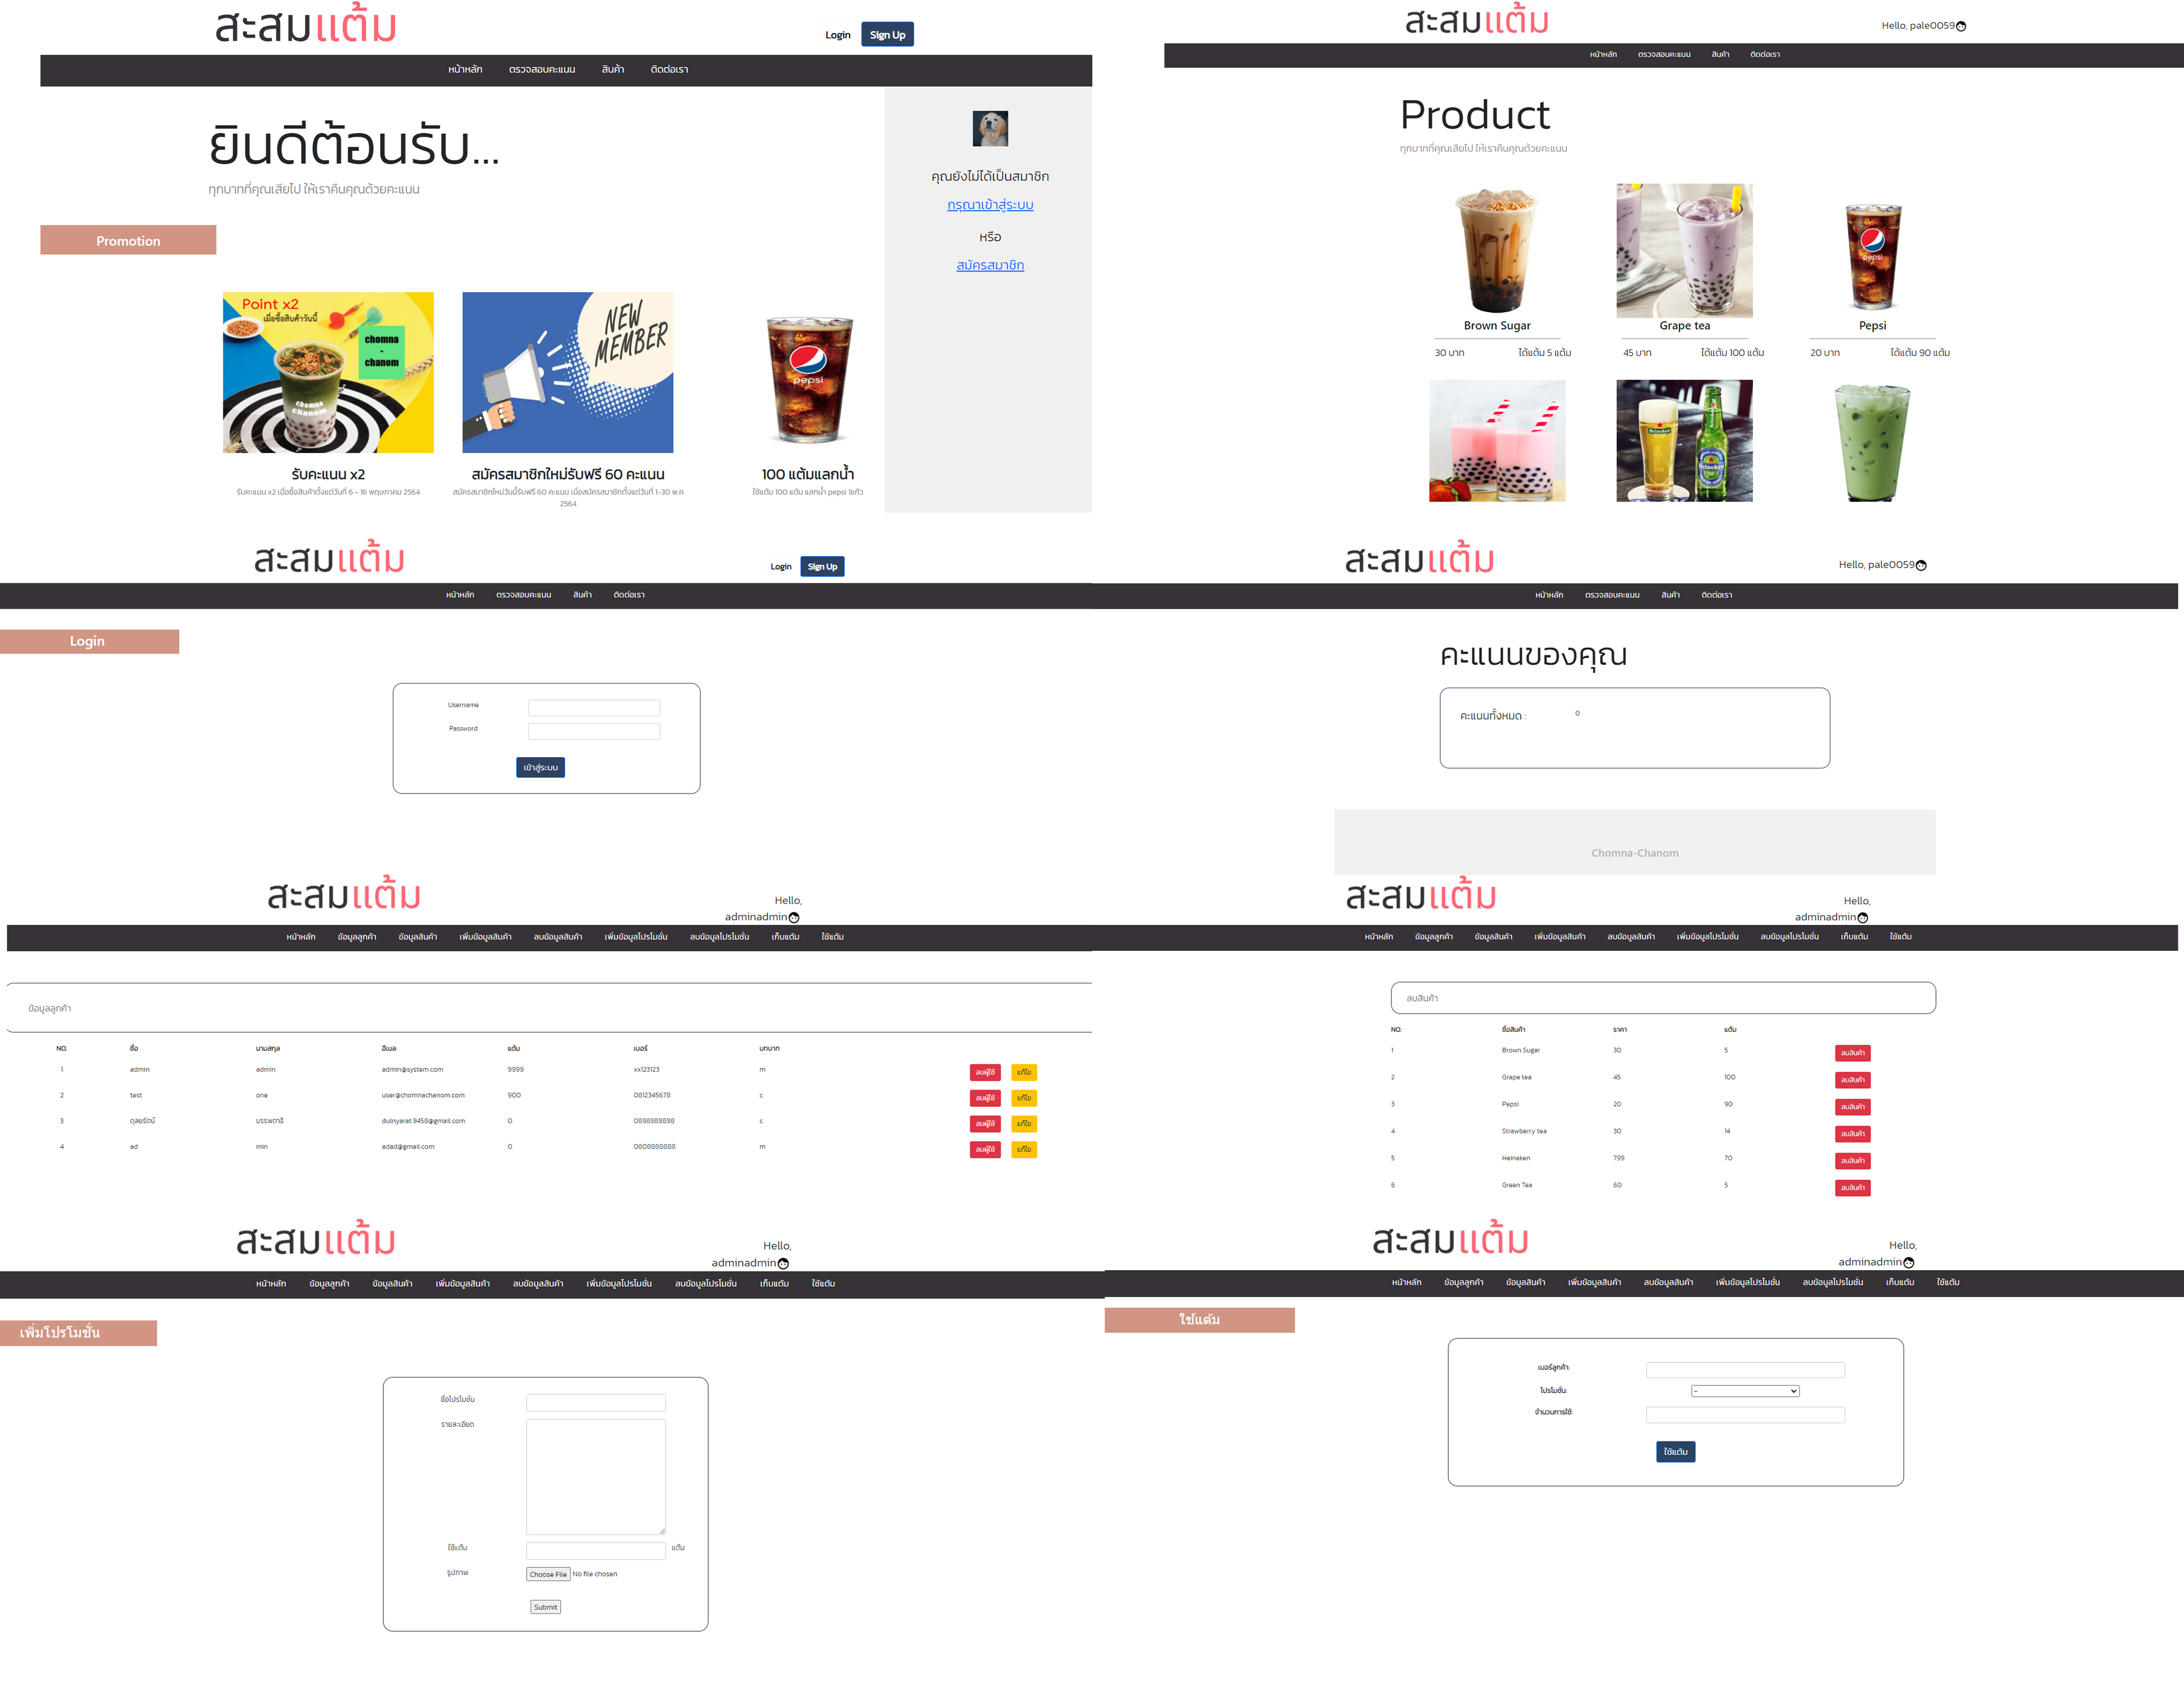 สะสมแต้ม
Login Sign Up
หน้าหลัก ตรวจสอบคะแนน สินค้า ติดต่อเรา
ยินดีต้อนรับ...
ทุกบาทที่คุณเสียไป ให้เราคืนคุณด้วยคะแนน
คุณยังไม่ได้เป็นสมาชิก
กรุณาเข้าสู่ระบบ
หรือ
สมัครสมาชิก
Promotion
Point x2
เมื่อซื้อสินค้าวันนี้
chomna
-
chanom
chomna
chanom
NEW
MEMBER
pepsi
รับคะแนน x2
รับคะแนน x2 เมื่อซื้อสินค้าตั้งแต่วันที่ 6 - 16 พฤษภาคม 2564
สมัครสมาชิกใหม่รับฟรี 60 คะแนน
สมัครสมาชิกใหม่วันนี้รับฟรี 60 คะแนน เมื่อสมัครสมาชิกตั้งแต่วันที่ 1-30 พ.ค
2564
100 แต้มแลกน้ำ
ใช้แต้ม 100 แต้ม แลกน้ำ pepsi 1แก้ว
สะสมแต้ม
Hello, pale0059
หน้าหลัก ตรวจสอบคะแนน สินค้า ติดต่อเรา
Product
ทุกบาทที่คุณเสียไป ให้เราคืนคุณด้วยคะแนน
pepsi
Brown Sugar
30 บาท ได้แต้ม 5 แต้ม
Grape tea
45 บาท ได้แต้ม 100 แต้ม
Pepsi
20 บาท ได้แต้ม 90 แต้ม
Heineken
Heineken
สะสมแต้ม
Login Sign Up
หน้าหลัก ตรวจสอบคะแนน สินค้า ติดต่อเรา
Login
Username
Password
เข้าสู่ระบบ
สะสมแต้ม
Hello, pale0059
หน้าหลัก ตรวจสอบคะแนน สินค้า ติดต่อเรา
คะแนนของคุณ
คะแนนทั้งหมด : 0
Chomna-Chanom
สะสมแต้ม
Hello,
adminadmin
หน้าหลัก ข้อมูลลูกค้า ข้อมูลสินค้า เพิ่มข้อมูลสินค้า ลบข้อมูลสินค้า เพิ่มข้อมูลโปรโมชั่น ลบข้อมูลโปรโมชั่น เก็บแต้ม ใช้แต้ม
ข้อมูลลูกค้า
NO. ชื่อ นามสกุล อีเมล แต้ม เบอร์ บทบาท
1 admin admin admin@system.com 9999 xx123123 m ลบผู้ใช้ แก้ไข
2 test one user@chomnachanom.com 900 0812345678 c ลบผู้ใช้ แก้ไข
3 ดุลยรัตน์ บรรพตาธิ dulnyarat.9458@gmail.com 0 0898989898 c ลบผู้ใช้ แก้ไข
4 ad min adad@gmail.com 0 0808888888 m ลบผู้ใช้ แก้ไข
สะสมแต้ม
Hello,
adminadmin
หน้าหลัก ข้อมูลลูกค้า ข้อมูลสินค้า เพิ่มข้อมูลสินค้า ลบข้อมูลสินค้า เพิ่มข้อมูลโปรโมชั่น ลบข้อมูลโปรโมชั่น เก็บแต้ม ใช้แต้ม
ลบสินค้า
NO. ชื่อสินค้า ราคา แต้ม
1 Brown Sugar 30 5 ลบสินค้า
2 Grape tea 45 100 ลบสินค้า
3 Pepsi 20 90 ลบสินค้า
4 Strawberry tea 30 14 ลบสินค้า
5 Heineken 799 70 ลบสินค้า
6 Green Tea 60 5 ลบสินค้า
สะสมแต้ม
Hello,
adminadmin
หน้าหลัก ข้อมูลลูกค้า ข้อมูลสินค้า เพิ่มข้อมูลสินค้า ลบข้อมูลสินค้า เพิ่มข้อมูลโปรโมชั่น ลบข้อมูลโปรโมชั่น เก็บแต้ม ใช้แต้ม
เพิ่มโปรโมชั่น
ชื่อโปรโมชั่น
รายละเอียด
ใช้แต้ม แต้ม
รูปภาพ Choose File No file chosen
Submit
สะสมแต้ม
Hello,
adminadmin
หน้าหลัก ข้อมูลลูกค้า ข้อมูลสินค้า เพิ่มข้อมูลสินค้า ลบข้อมูลสินค้า เพิ่มข้อมูลโปรโมชั่น ลบข้อมูลโปรโมชั่น เก็บแต้ม ใช้แต้ม
ใช้แต้ม
เบอร์ลูกค้า:
โปรโมชั่น: -
จำนวนการใช้:
ใช้แต้ม